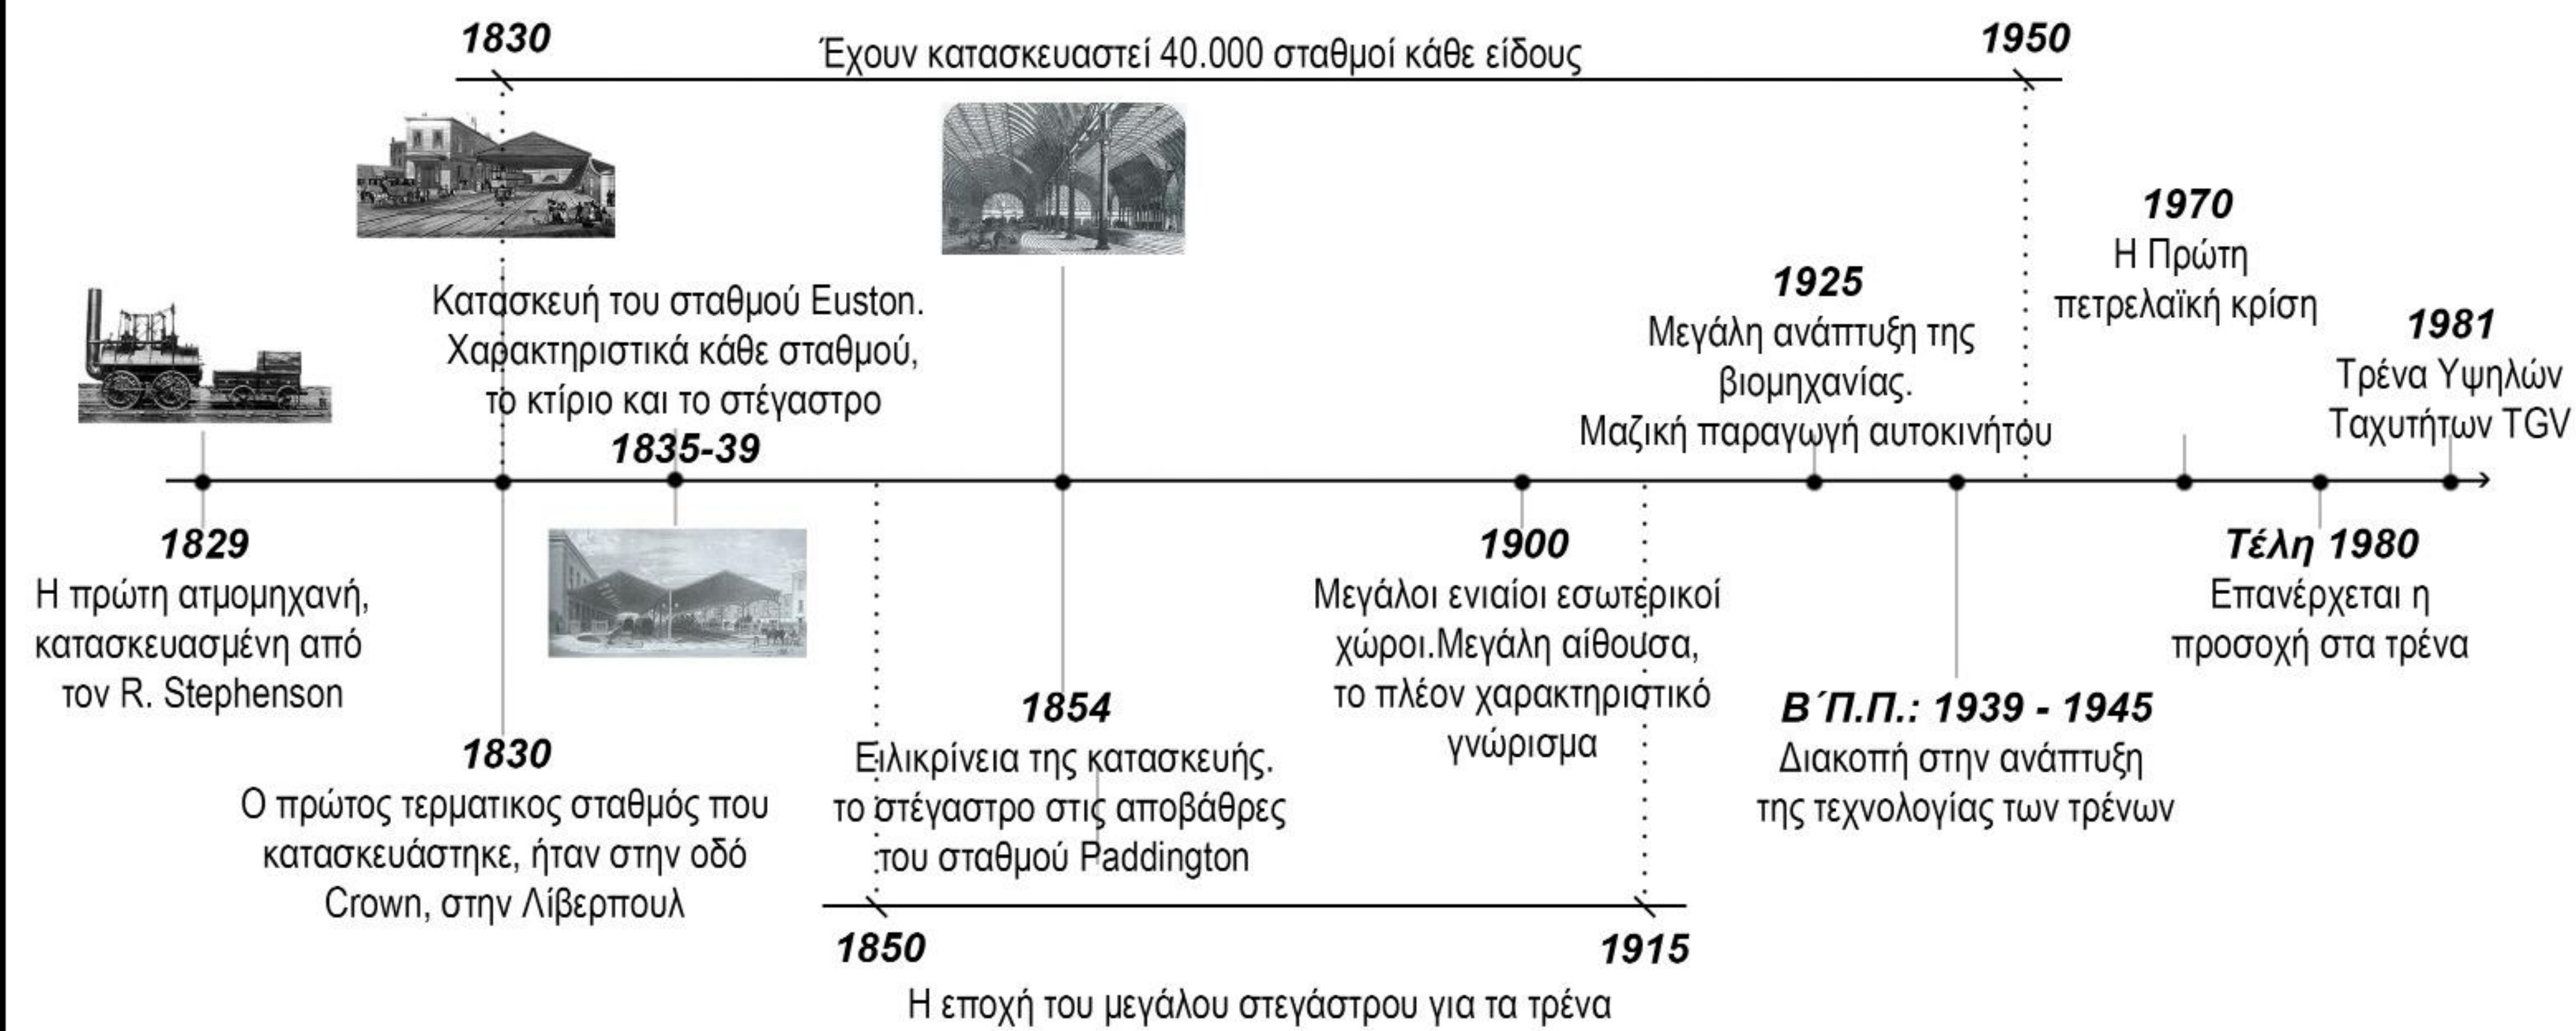 1830
Έχουν κατασκευαστεί 40.000 σταθμοί κάθε είδους
1950
Κατασκευή του σταθμού Euston.
Χαρακτηριστικά κάθε σταθμού,
το κτίριο και το στέγαστρο
1835-39
1925
Μεγάλη ανάπτυξη της
βιομηχανίας.
Μαζική παραγωγή αυτοκινήτου
1970
Η Πρώτη
πετρελαϊκή κρίση
1981
Τρένα Υψηλών
Ταχυτήτων TGV
1829
Η πρώτη ατμομηχανή,
κατασκευασμένη από
τον R. Stephenson
1830
Ο πρώτος τερματικος σταθμός που
κατασκευάστηκε, ήταν στην οδό
Crown, στην Λίβερπουλ
1854
Ειλικρίνεια της κατασκευής.
το στέγαστρο στις αποβάθρες
του σταθμού Paddington
1900
Μεγάλοι ενιαίοι εσωτερικοί
χώροι.Μεγάλη αίθουσα,
το πλέον χαρακτηριστικό
γνώρισμα
Β΄Π.Π.: 1939 - 1945
Διακοπή στην ανάπτυξη
της τεχνολογίας των τρένων
Τέλη 1980
Επανέρχεται η
προσοχή στα τρένα
1850
1915
Η εποχή του μεγάλου στεγάστρου για τα τρένα